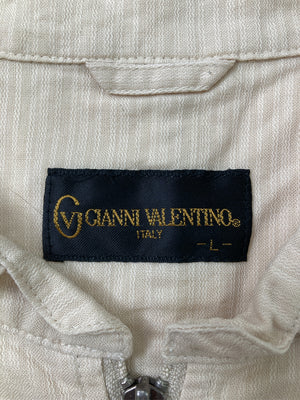 GV GIANNI VALENTINO®
ITALY
-L-